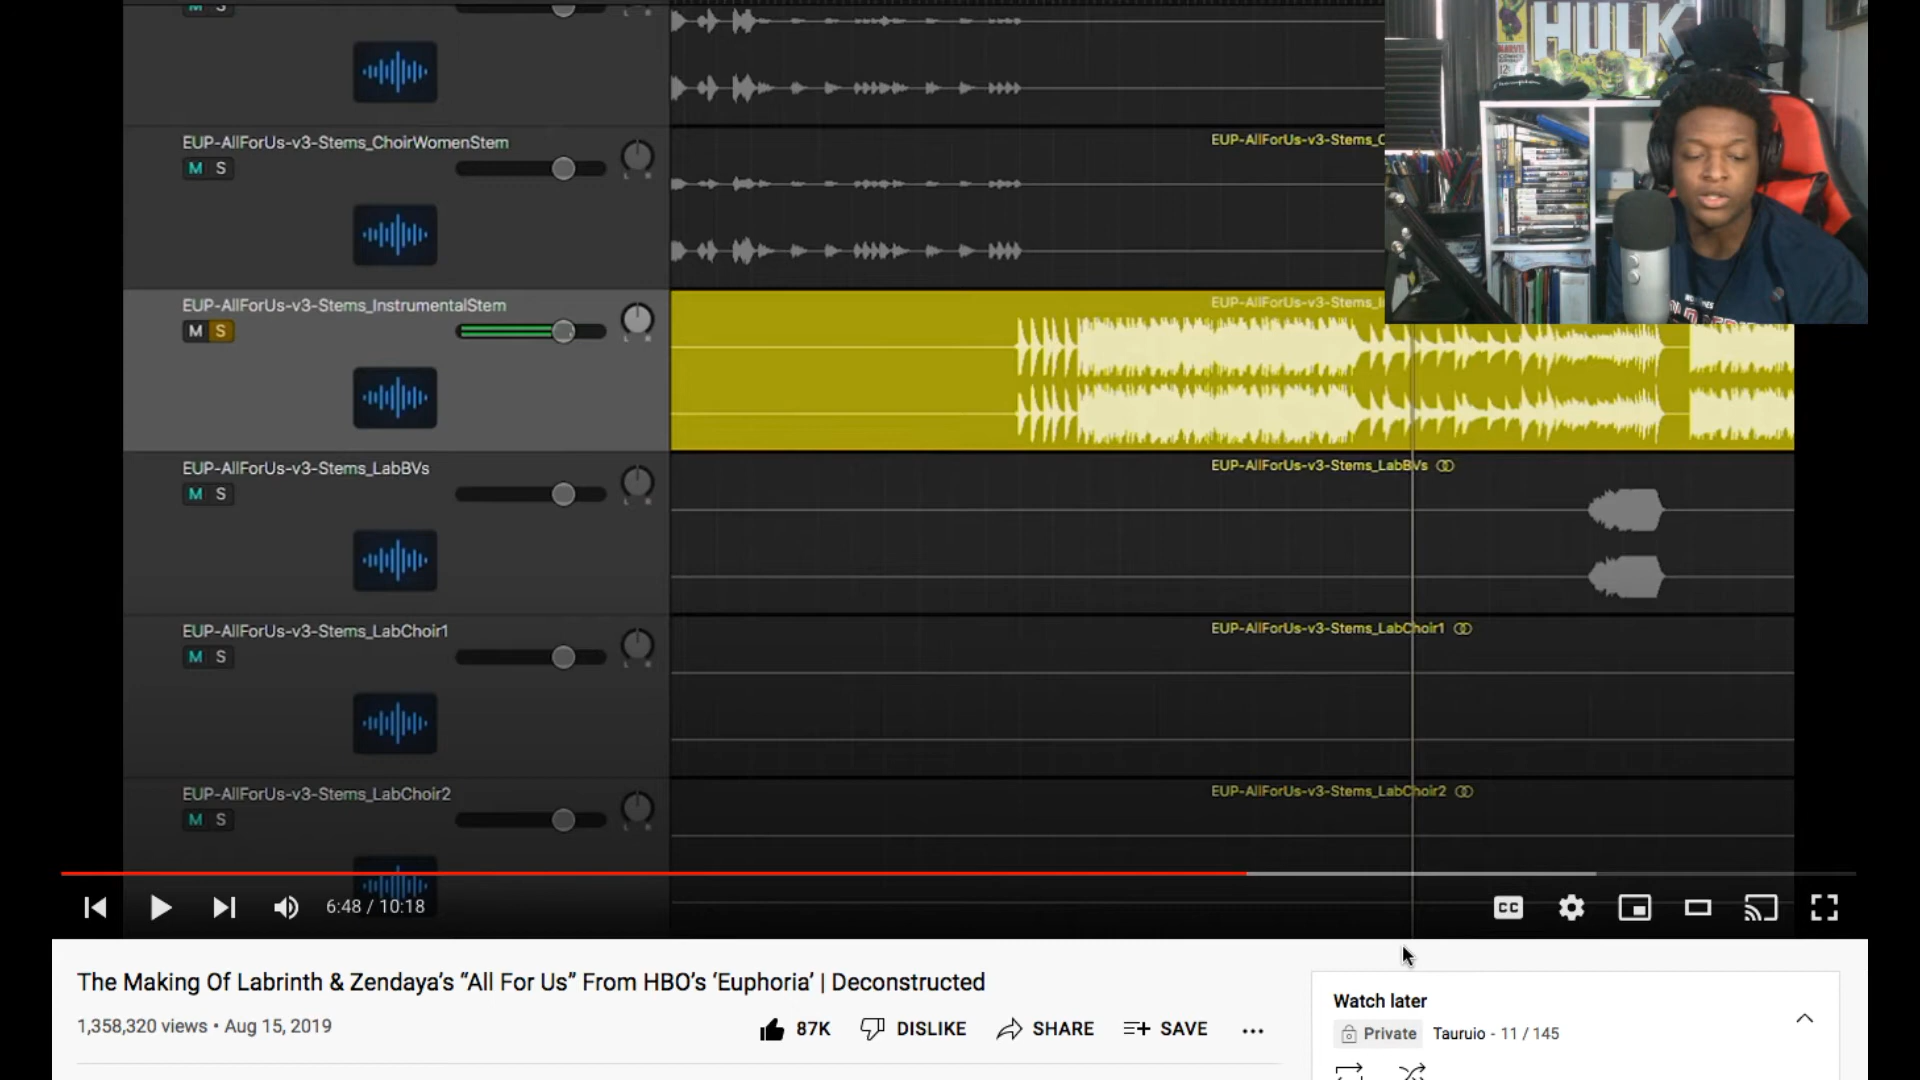 M S
HULK
MARVEL
EUP-AllForUs-v3-Stems_ChoirWomenStem
M S
EUP-AllForUs-v3-Stems_C
EUP-AllForUs-v3-Stems_InstrumentalStem
M S
EUP-AllForUs-v3-Stems_I
EUP-AllForUs-v3-Stems_LabBVs
M S
EUP-AllForUs-v3-Stems_LabBVs
EUP-AllForUs-v3-Stems_LabChoir1
M S
EUP-AllForUs-v3-Stems_LabChoir1
EUP-AllForUs-v3-Stems_LabChoir2
M S
EUP-AllForUs-v3-Stems_LabChoir2
6:48 / 10:18
CC
The Making Of Labrinth & Zendaya’s “All For Us” From HBO’s ‘Euphoria’ | Deconstructed
1,358,320 views • Aug 15, 2019
87K DISLIKE SHARE SAVE
Watch later
Private Tauruio - 11 / 145